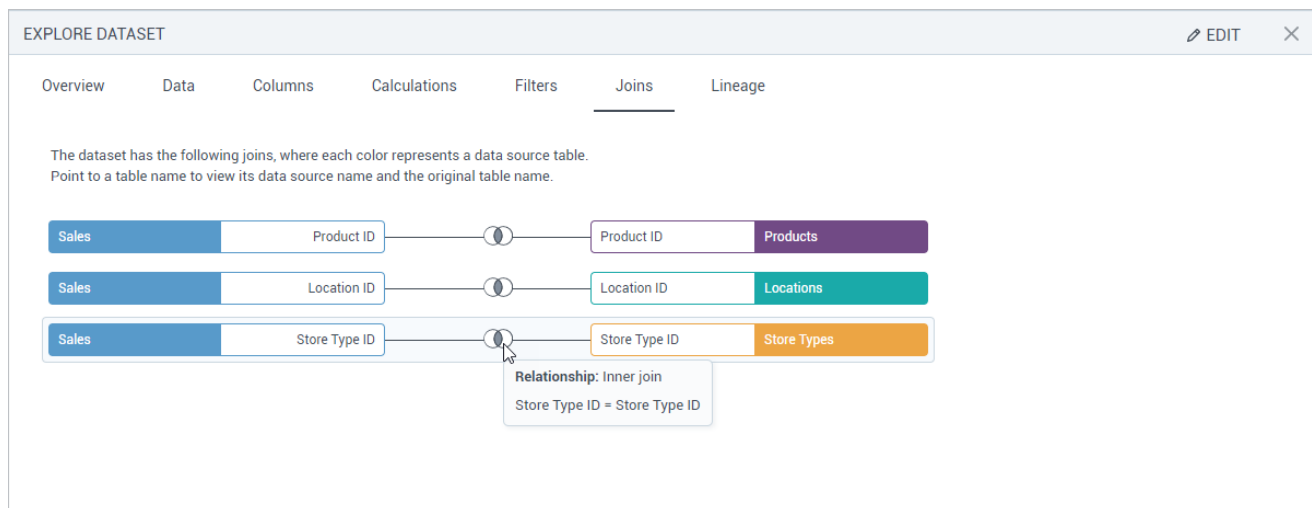 EXPLORE DATASET EDIT
Overview Data Columns Calculations Filters Joins Lineage
The dataset has the following joins, where each color represents a data source table.
Point to a table name to view its data source name and the original table name.
Sales Product ID Product ID Products
Sales Location ID Location ID Locations
Sales Store Type ID Store Type ID Store Types
Relationship: Inner join
Store Type ID = Store Type ID